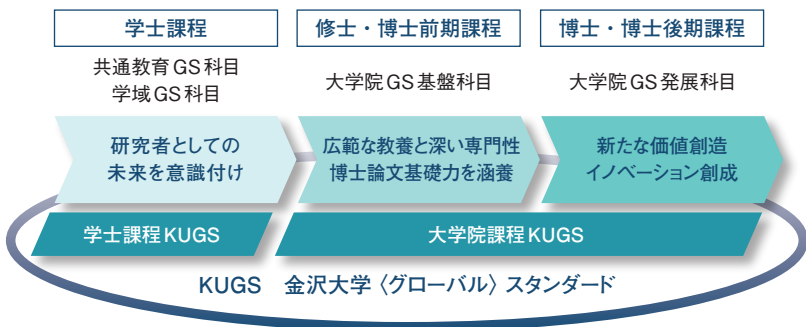 学士課程
修士・博士前期課程
博士・博士後期課程
共通教育GS科目
学域GS科目
大学院GS基盤科目
大学院GS発展科目
研究者としての
未来を意識付け
広範な教養と深い専門性
博士論文基礎力を涵養
新たな価値創造
イノベーション創成
学士課程KUGS
大学院課程KUGS
KUGS 金沢大学〈グローバル〉スタンダード